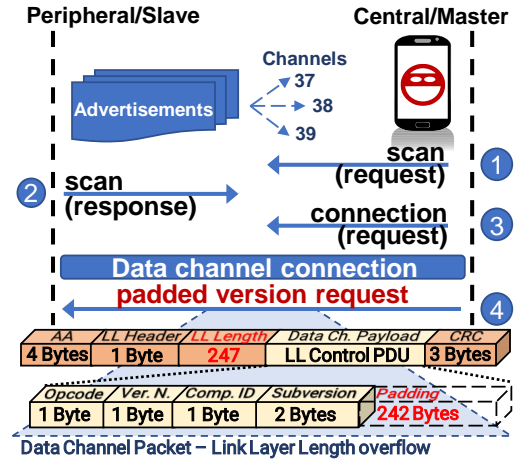 Peripheral/Slave
Central/Master
Channels
37
Advertisements
38
39
scan
(request)
1
2
scan
(response)
connection
(request)
3
Data channel connection
padded version request
4
AA LL Header LL Length Data Ch. Payload CRC
4 Bytes 1 Byte 247 LL Control PDU 3 Bytes
Opcode Ver. N. Comp. ID Subversion Padding
1 Byte 1 Byte 1 Byte 2 Bytes 242 Bytes
Data Channel Packet – Link Layer Length overflow